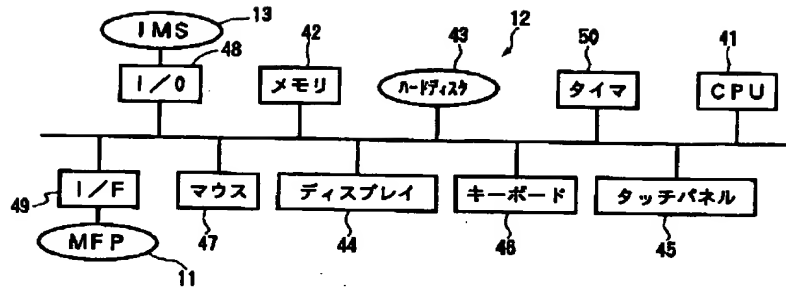 13
IMS
48
I/O
42
メモリ
43
ハードディスク
12
50
タイマ
41
CPU
49
I/F
マウス
47
ディスプレイ
44
キーボード
46
タッチパネル
45
MFP
11